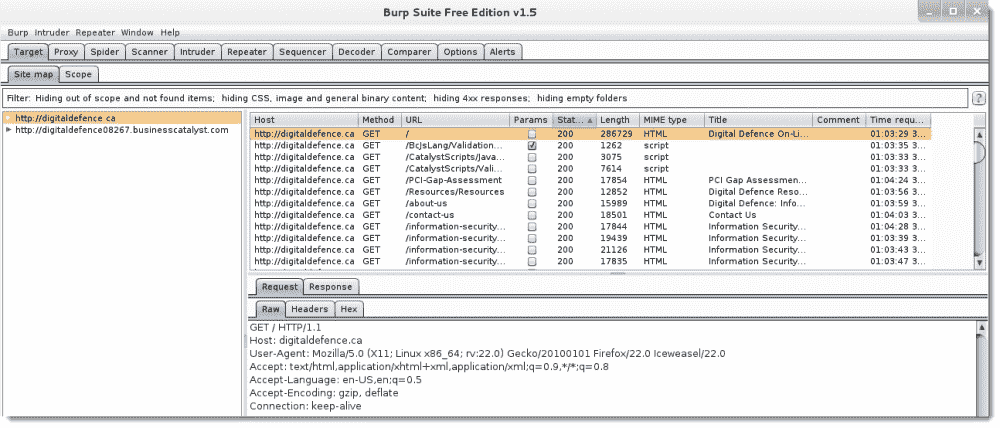 Burp Suite Free Edition v1.5
Burp Intruder Repeater Window Help
Target Proxy Spider Scanner Intruder Repeater Sequencer Decoder Comparer Options Alerts
Site map Scope
Filter: Hiding out of scope and not found items; hiding CSS, image and general binary content; hiding 4xx responses; hiding empty folders ?
http://digitaldefence.ca
http://digitaldefence08267.businesscatalyst.com
Host Method URL Params Stat... Length MIME type Title Comment Time requ...
http://digitaldefence.ca GET / 200 286729 HTML Digital Defence On-Li... 01:03:29 3...
http://digitaldefence.ca GET /BcJsLang/Validation... 200 1262 script 01:03:35 3...
http://digitaldefence.ca GET /CatalystScripts/Java... 200 3075 script 01:03:33 3...
http://digitaldefence.ca GET /CatalystScripts/Vali... 200 7614 script 01:03:33 3...
http://digitaldefence.ca GET /PCI-Gap-Assessment 200 17854 HTML PCI Gap Assessmen... 01:04:24 3...
http://digitaldefence.ca GET /Resources/Resources 200 12852 HTML Digital Defence Reso... 01:03:56 3...
http://digitaldefence.ca GET /about-us 200 15989 HTML Digital Defence: Info... 01:03:59 3...
http://digitaldefence.ca GET /contact-us 200 18501 HTML Contact Us 01:04:03 3...
http://digitaldefence.ca GET /information-security... 200 17844 HTML Information Security... 01:04:28 3...
http://digitaldefence.ca GET /information-security... 200 19439 HTML Information Security... 01:03:39 3...
http://digitaldefence.ca GET /information-security... 200 21126 HTML Information Security... 01:03:43 3...
http://digitaldefence.ca GET /information-security... 200 17835 HTML Information Security... 01:03:47 3...
Request Response
Raw Headers Hex
GET / HTTP/1.1
Host: digitaldefence.ca
User-Agent: Mozilla/5.0 (X11; Linux x86_64; rv:22.0) Gecko/20100101 Firefox/22.0 Iceweasel/22.0
Accept: text/html,application/xhtml+xml,application/xml;q=0.9,*/*;q=0.8
Accept-Language: en-US,en;q=0.5
Accept-Encoding: gzip, deflate
Connection: keep-alive